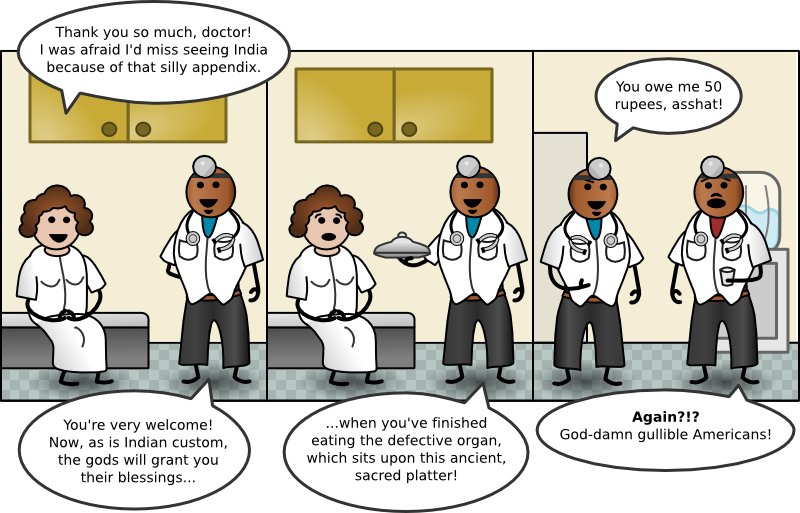 Thank you so much, doctor!
I was afraid I'd miss seeing India
because of that silly appendix.
You're very welcome!
Now, as is Indian custom,
the gods will grant you
their blessings...
...when you've finished
eating the defective organ,
which sits upon this ancient,
sacred platter!
You owe me 50
rupees, asshat!
Again?!?
God-damn gullible Americans!